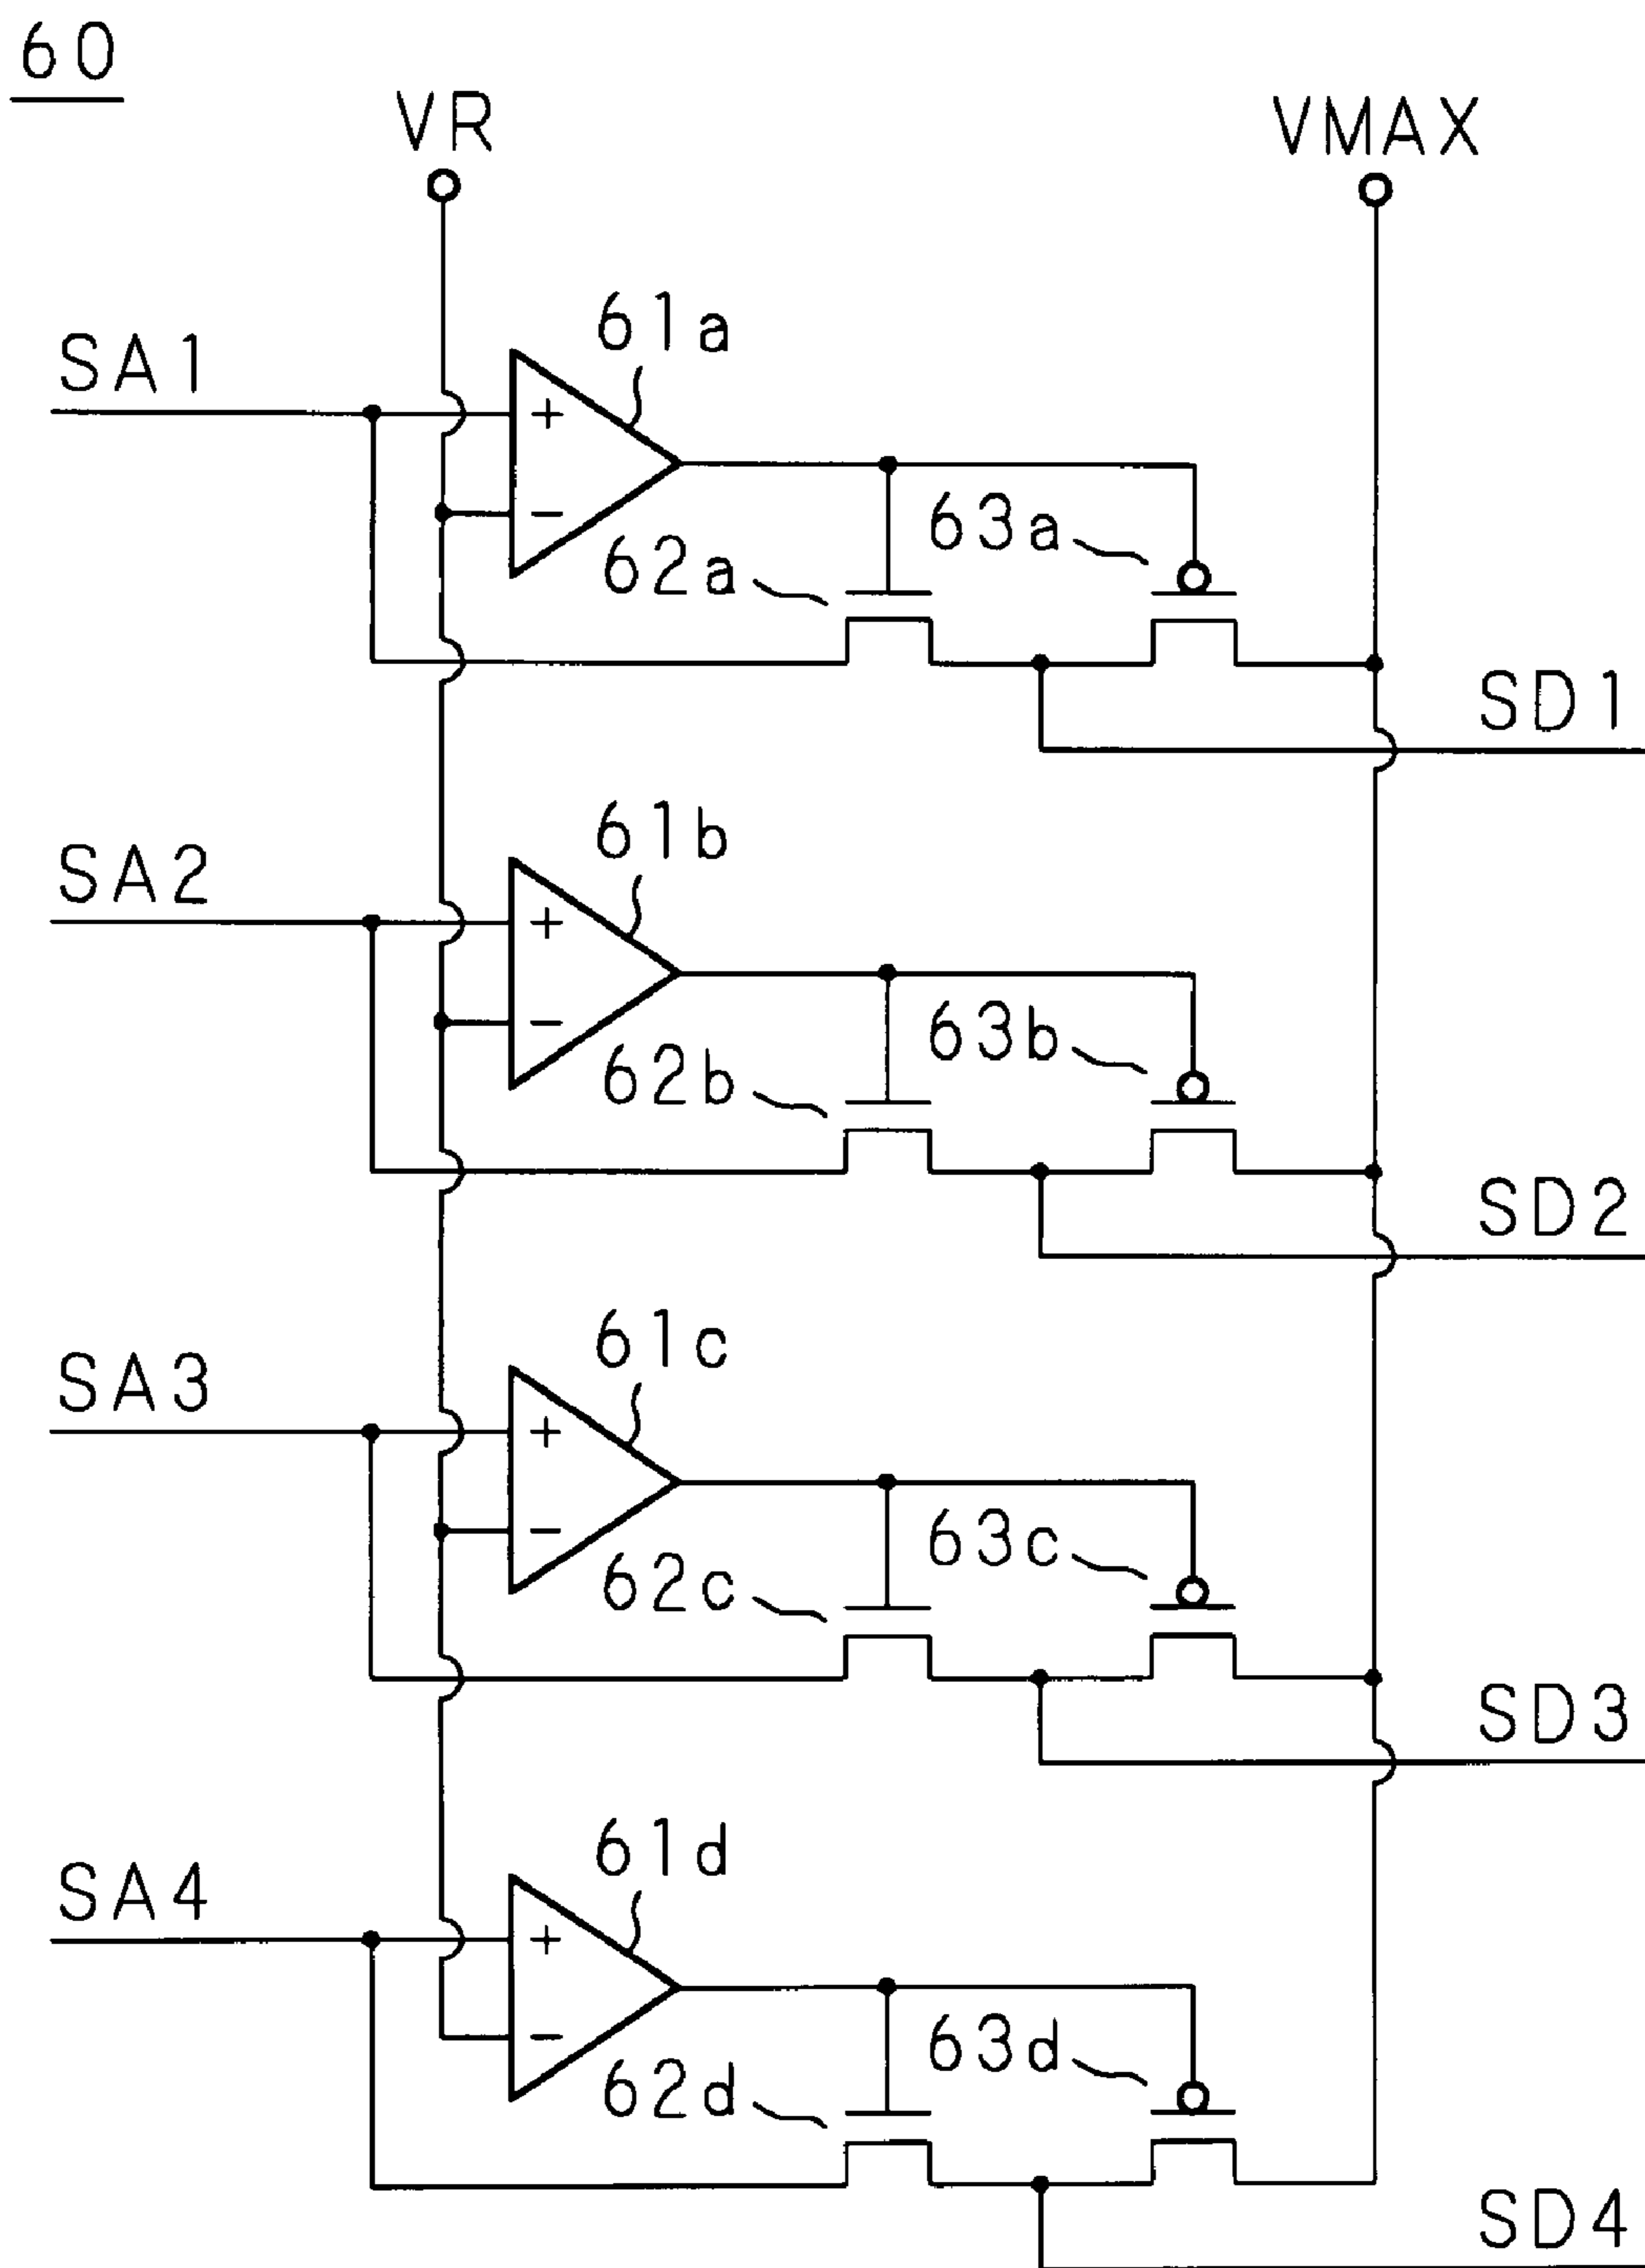 60
VR
VMAX
61a
SA1
+
63a
−
62a
SD1
61b
SA2
+
63b
−
62b
SD2
61c
SA3
+
63c
−
62c
SD3
61d
SA4
+
63d
−
62d
SD4